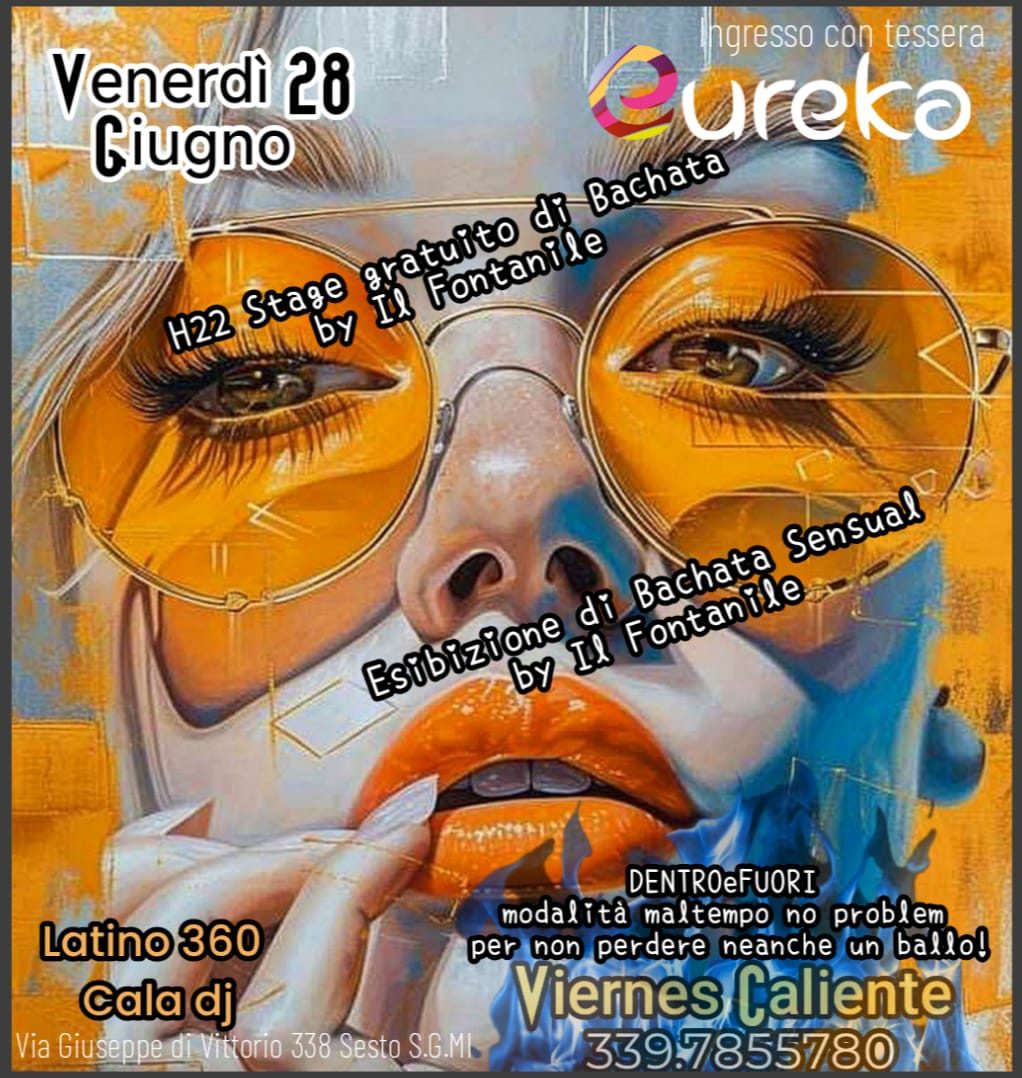 Ingresso con tessera
eureka
Venerdì 28
Giugno
H22 Stage gratuito di Bachata
by Il Fontanile
Esibizione di Bachata Sensual
by Il Fontanile
DENTROeFUORI
modalità maltempo no problem
per non perdere neanche un ballo!
Latino 360
Cala dj
Viernes Caliente
339.7855780
Via Giuseppe di Vittorio 338 Sesto S.G.MI